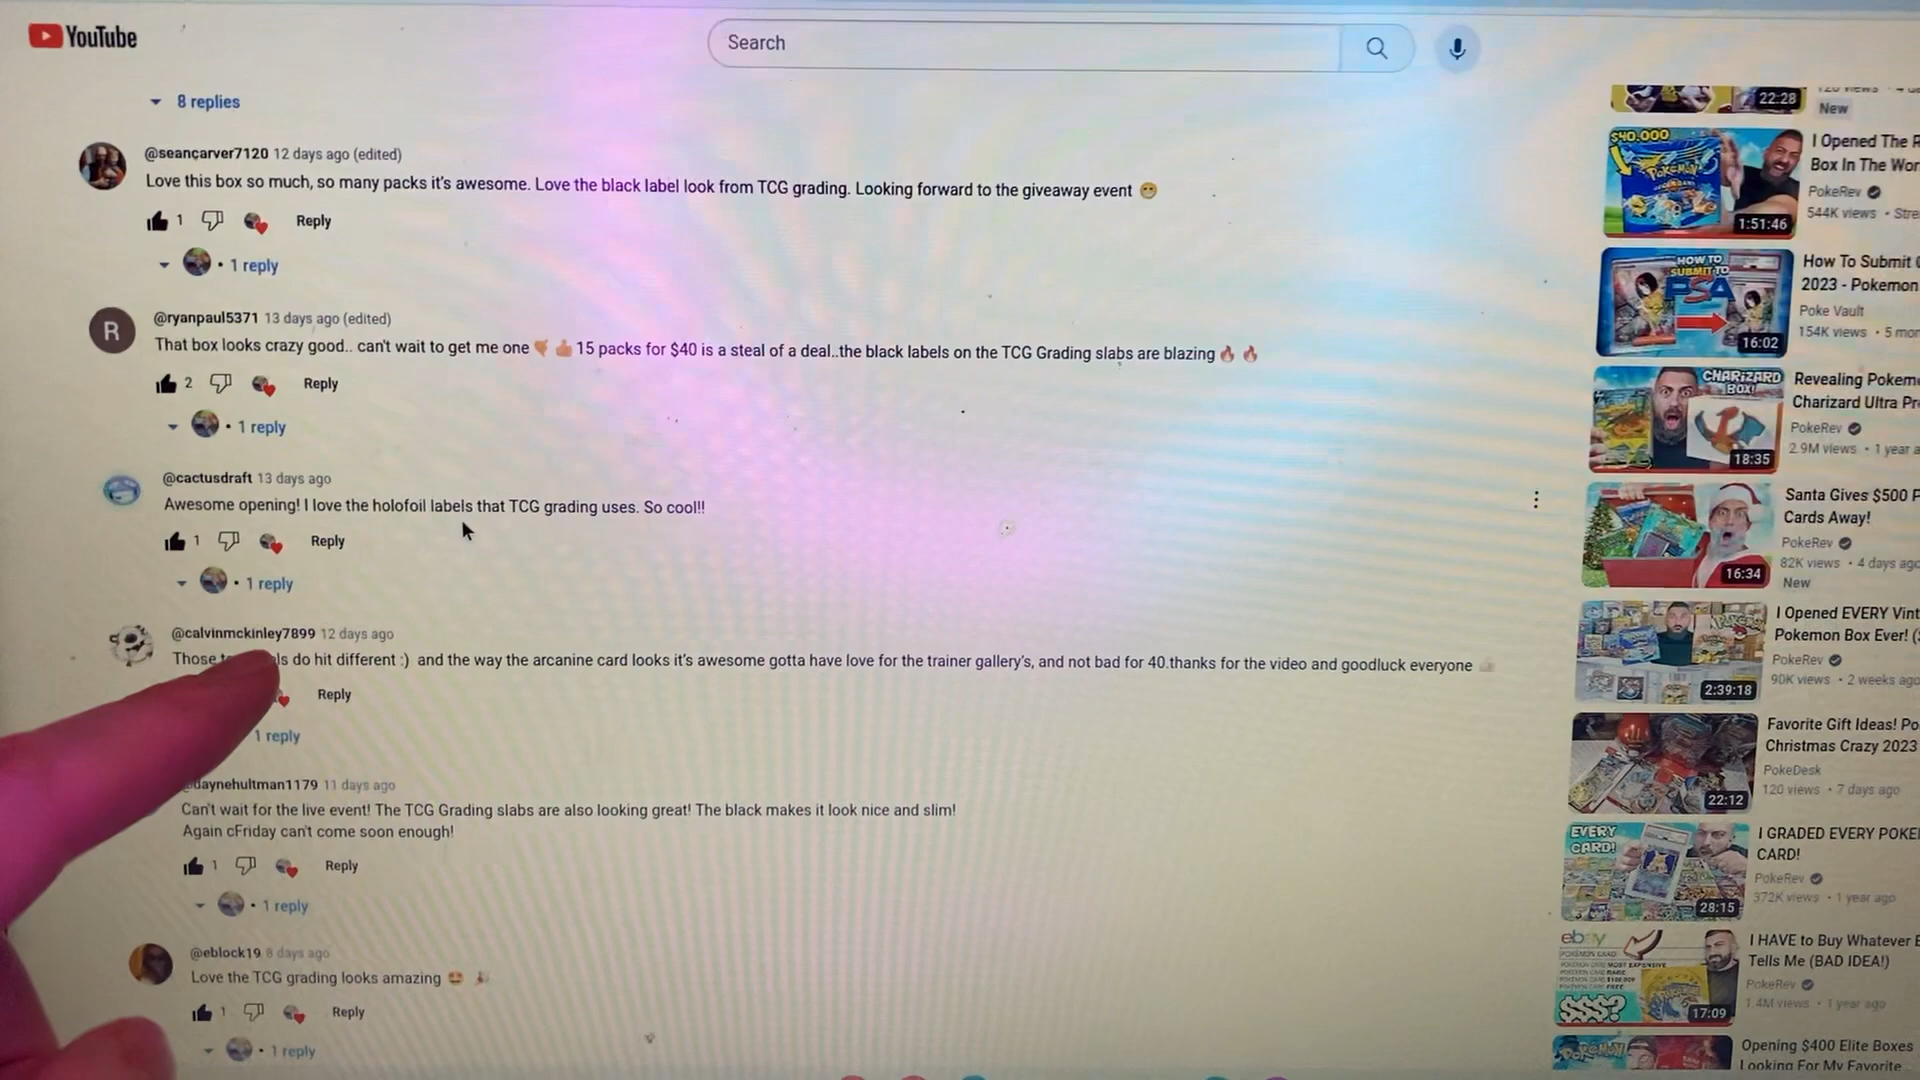 YouTube
Search
8 replies
@seancarver7120 12 days ago (edited)
Love this box so much, so many packs it's awesome. Love the black label look from TCG grading. Looking forward to the giveaway event 😁
1 Reply
• 1 reply
R
@ryanpaul5371 13 days ago (edited)
That box looks crazy good.. can't wait to get me one 15 packs for $40 is a steal of a deal..the black labels on the TCG Grading slabs are blazing 🔥 🔥
2 Reply
• 1 reply
@cactusdraft 13 days ago
Awesome opening! I love the holofoil labels that TCG grading uses. So cool!!
1 Reply
• 1 reply
@calvinmckinley7899 12 days ago
Those do hit different :) and the way the arcanine card looks it's awesome gotta have love for the trainer gallery's, and not bad for 40.thanks for the video and goodluck everyone
Reply
1 reply
daynehultman1179 11 days ago
Can't wait for the live event! The TCG Grading slabs are also looking great! The black makes it look nice and slim!
Again cFriday can't come soon enough!
1 Reply
• 1 reply
@eblock19 8 days ago
Love the TCG grading looks amazing 🤩 🎉
1 Reply
• 1 reply
22:28
New
$40,000
Pokemon
1:51:46
I Opened The
Box In The
PokeRev
544K views •
HOW TO
SUBMIT TO
PSA
16:02
How To Submit
2023 - Pokemon
Poke Vault
154K views • 5
CHARIZARD
BOX!
18:35
Revealing
Charizard Ultra
PokeRev
2.9M views • 1 year
16:34
Santa Gives $500
Cards Away!
PokeRev
82K views • 4 days
New
2:39:18
I Opened EVERY
Pokemon Box Ever!
PokeRev
90K views • 2 weeks ago
22:12
Favorite Gift Ideas!
Christmas Crazy 2023
PokeDesk
120 views • 7 days ago
EVERY
CARD!
28:15
I GRADED EVERY
CARD!
PokeRev
372K views • 1 year ago
ebay
$$$?
17:09
I HAVE to Buy Whatever
Tells Me (BAD IDEA!)
PokeRev
1.4M views • 1 year ago
Opening $400 Elite Boxes
Looking For My Favorite